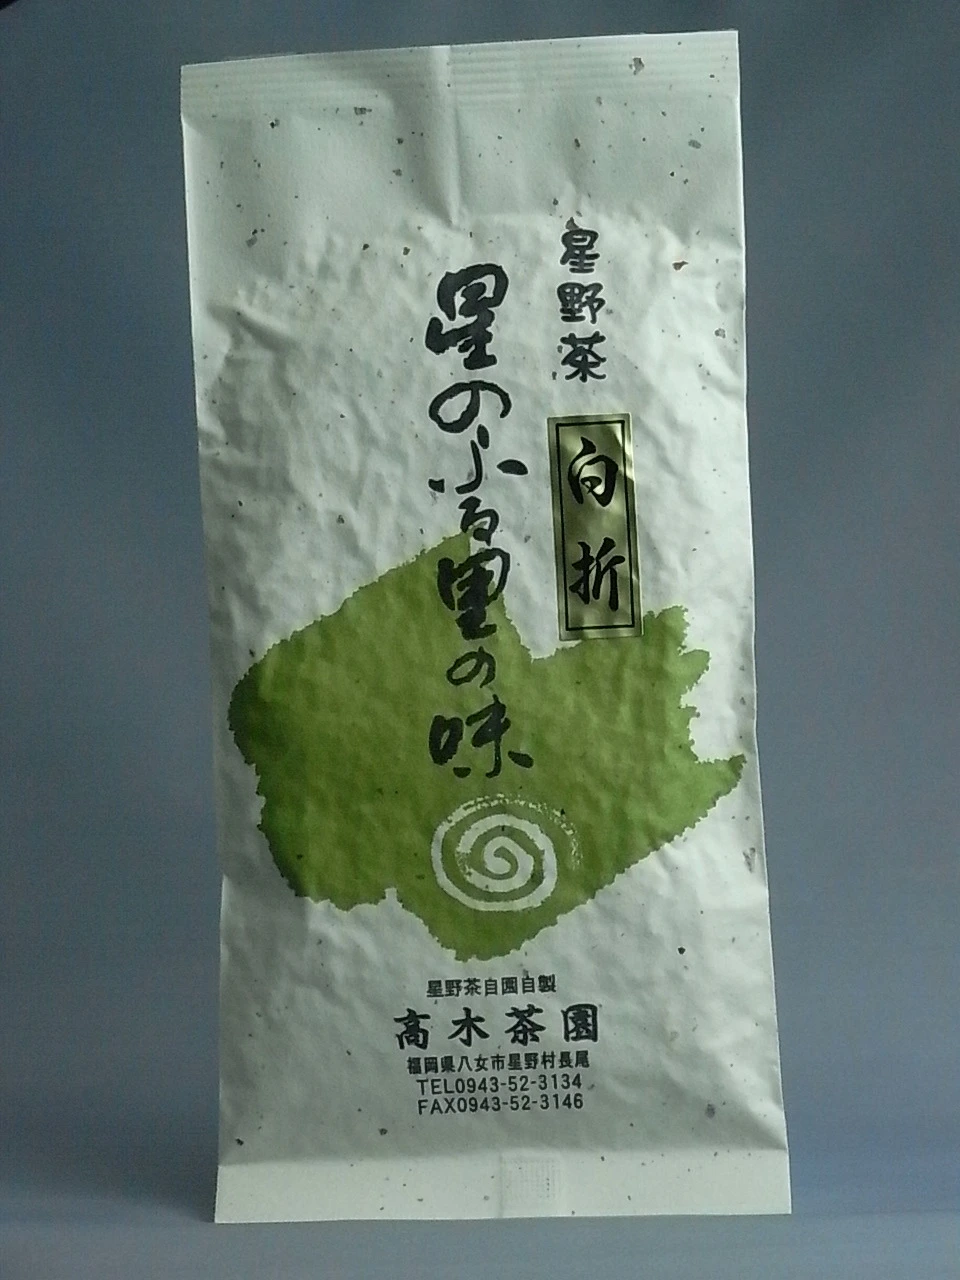 星野茶
白折
星のふる里の味
星野茶自園自製
高木茶園
福岡県八女市星野村長尾
TEL0943-52-3134
FAX0943-52-3146